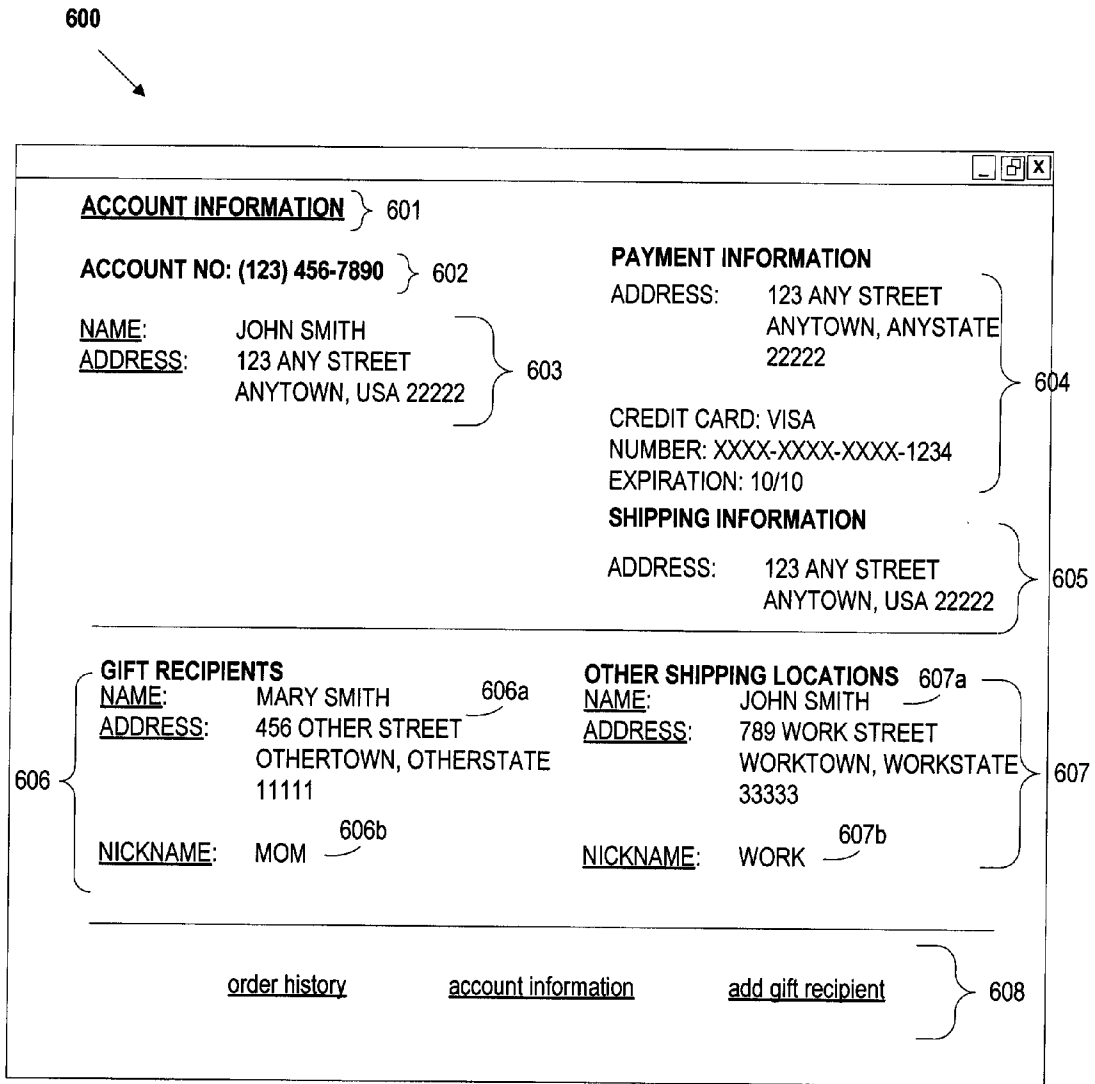 600
_ X
ACCOUNT INFORMATION 601
ACCOUNT NO: (123) 456-7890 602
NAME: JOHN SMITH
ADDRESS: 123 ANY STREET
ANYTOWN, USA 22222
603
PAYMENT INFORMATION
ADDRESS: 123 ANY STREET
ANYTOWN, ANYSTATE
22222
604
CREDIT CARD: VISA
NUMBER: XXXX-XXXX-XXXX-1234
EXPIRATION: 10/10
SHIPPING INFORMATION
ADDRESS: 123 ANY STREET
ANYTOWN, USA 22222
605
GIFT RECIPIENTS
NAME: MARY SMITH 606a
ADDRESS: 456 OTHER STREET
OTHERTOWN, OTHERSTATE
11111
606
606b
NICKNAME: MOM
OTHER SHIPPING LOCATIONS 607a
NAME: JOHN SMITH
ADDRESS: 789 WORK STREET
WORKTOWN, WORKSTATE
33333
607
607b
NICKNAME: WORK
order history account information add gift recipient 608